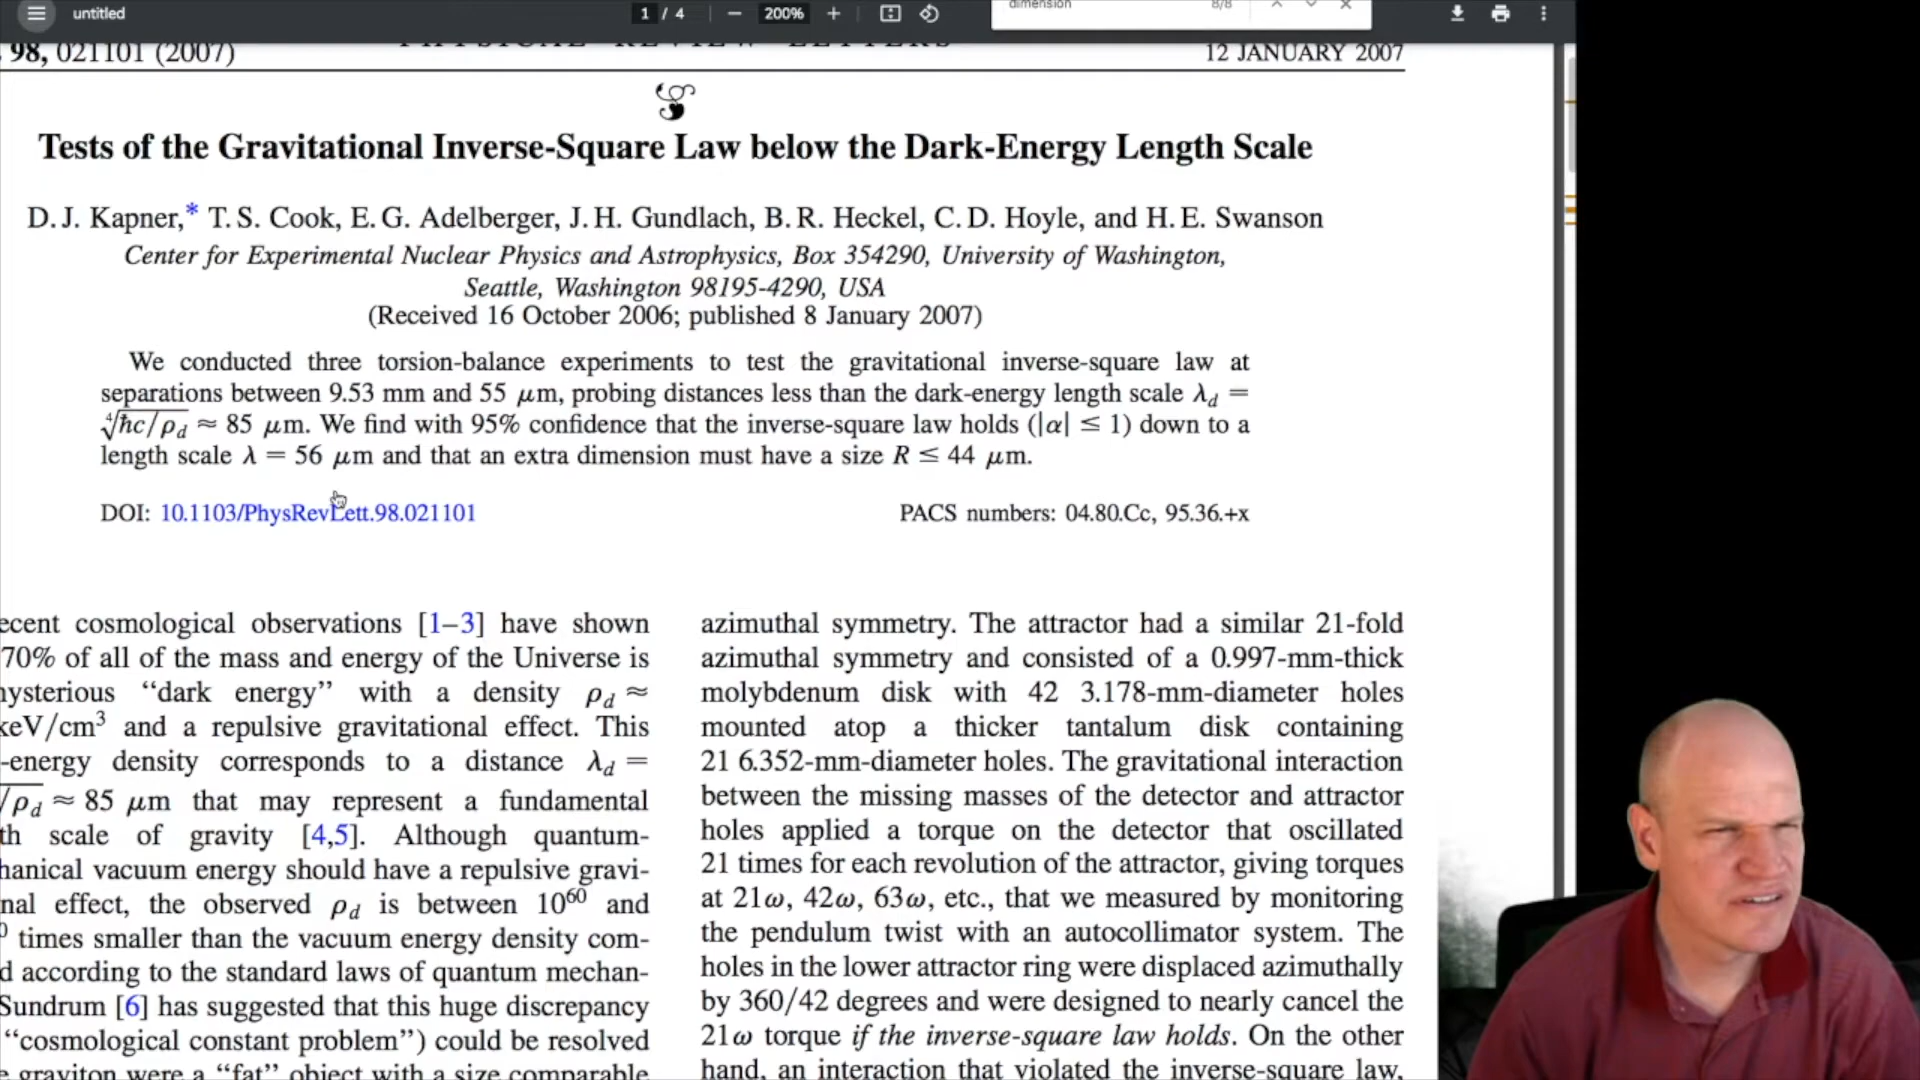 untitled
1 / 4
200%
dimension
8/8
98, 021101 (2007)
PHYSICAL REVIEW LETTERS
12 JANUARY 2007
Tests of the Gravitational Inverse-Square Law below the Dark-Energy Length Scale
D. J. Kapner,* T. S. Cook, E. G. Adelberger, J. H. Gundlach, B. R. Heckel, C. D. Hoyle, and H. E. Swanson
Center for Experimental Nuclear Physics and Astrophysics, Box 354290, University of Washington,
Seattle, Washington 98195-4290, USA
(Received 16 October 2006; published 8 January 2007)
We conducted three torsion-balance experiments to test the gravitational inverse-square law at
separations between 9.53 mm and 55 μm, probing distances less than the dark-energy length scale λd =
∜ħc/ρd ≈ 85 μm. We find with 95% confidence that the inverse-square law holds (|α| ≤ 1) down to a
length scale λ = 56 μm and that an extra dimension must have a size R ≤ 44 μm.
DOI: 10.1103/PhysRevLett.98.021101
PACS numbers: 04.80.Cc, 95.36.+x
ecent cosmological observations [1–3] have shown
70% of all of the mass and energy of the Universe is
ysterious ‘‘dark energy’’ with a density ρd ≈
keV/cm³ and a repulsive gravitational effect. This
-energy density corresponds to a distance λd =
/ρd ≈ 85 μm that may represent a fundamental
th scale of gravity [4,5]. Although quantum-
hanical vacuum energy should have a repulsive gravi-
nal effect, the observed ρd is between 10⁶⁰ and
⁰ times smaller than the vacuum energy density com-
d according to the standard laws of quantum mechan-
Sundrum [6] has suggested that this huge discrepancy
‘‘cosmological constant problem’’) could be resolved
e graviton were a ‘‘fat’’ object with a size comparable
azimuthal symmetry. The attractor had a similar 21-fold
azimuthal symmetry and consisted of a 0.997-mm-thick
molybdenum disk with 42 3.178-mm-diameter holes
mounted atop a thicker tantalum disk containing
21 6.352-mm-diameter holes. The gravitational interaction
between the missing masses of the detector and attractor
holes applied a torque on the detector that oscillated
21 times for each revolution of the attractor, giving torques
at 21ω, 42ω, 63ω, etc., that we measured by monitoring
the pendulum twist with an autocollimator system. The
holes in the lower attractor ring were displaced azimuthally
by 360/42 degrees and were designed to nearly cancel the
21ω torque if the inverse-square law holds. On the other
hand, an interaction that violated the inverse-square law,